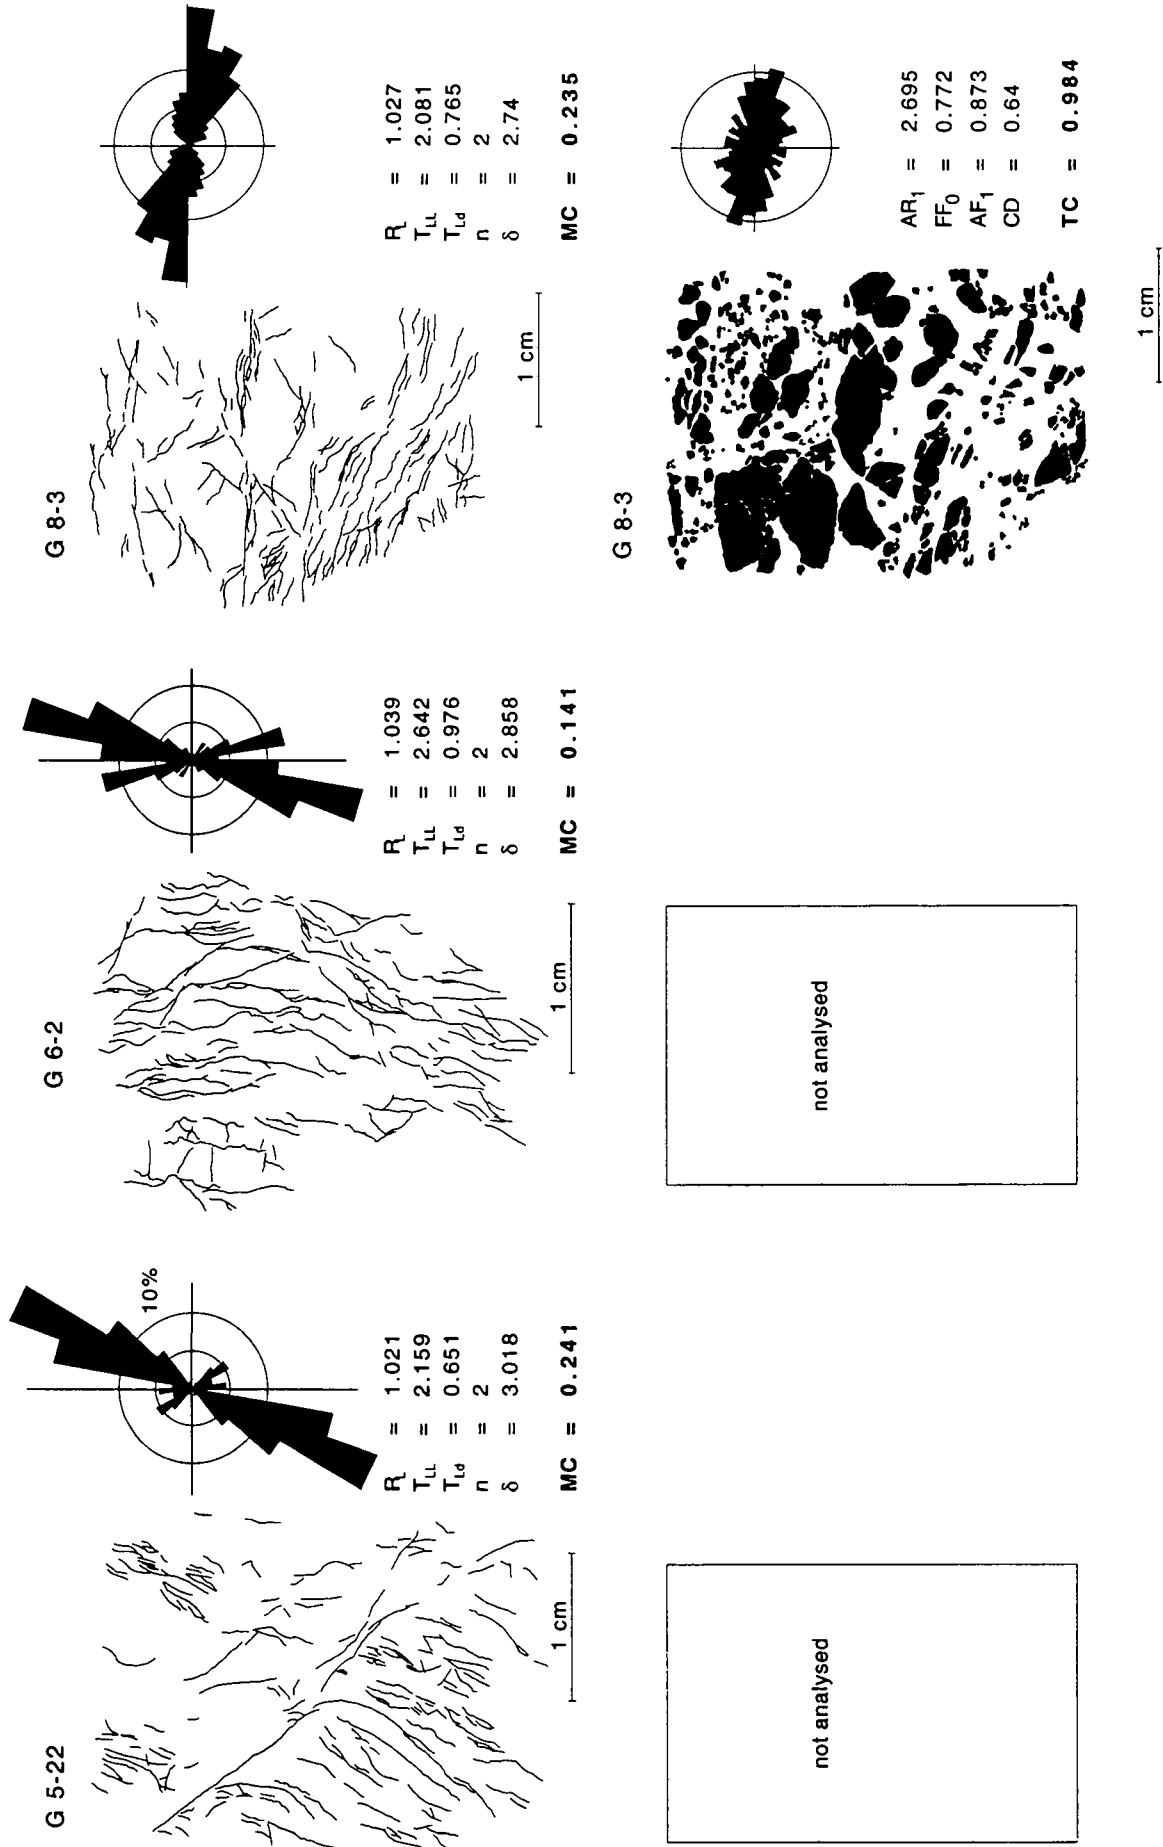 G 5-22
10%
R_L = 1.021
T_LL = 2.159
T_Ld = 0.651
n = 2
δ = 3.018
MC = 0.241
1 cm
not analysed
G 6-2
R_L = 1.039
T_LL = 2.642
T_Ld = 0.976
n = 2
δ = 2.858
MC = 0.141
1 cm
not analysed
G 8-3
R_L = 1.027
T_LL = 2.081
T_Ld = 0.765
n = 2
δ = 2.74
MC = 0.235
1 cm
G 8-3
AR_1 = 2.695
FF_0 = 0.772
AF_1 = 0.873
CD = 0.64
TC = 0.984
1 cm